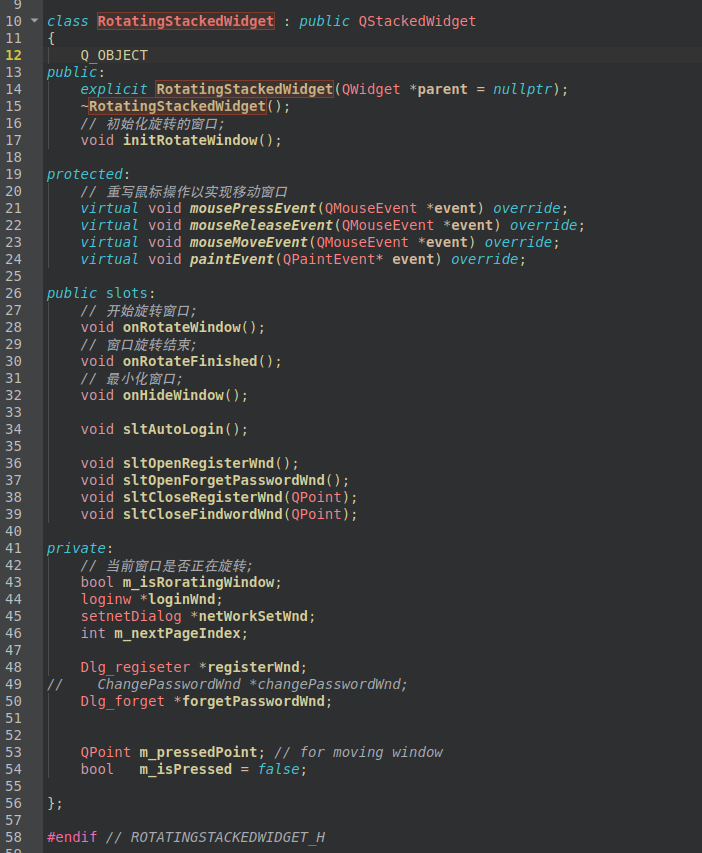 9
10 class RotatingStackedWidget : public QStackedWidget
11 {
12     Q_OBJECT
13 public:
14     explicit RotatingStackedWidget(QWidget *parent = nullptr);
15     ~RotatingStackedWidget();
16     // 初始化旋转的窗口;
17     void initRotateWindow();
18
19 protected:
20     // 重写鼠标操作以实现移动窗口
21     virtual void mousePressEvent(QMouseEvent *event) override;
22     virtual void mouseReleaseEvent(QMouseEvent *event) override;
23     virtual void mouseMoveEvent(QMouseEvent *event) override;
24     virtual void paintEvent(QPaintEvent* event) override;
25
26 public slots:
27     // 开始旋转窗口;
28     void onRotateWindow();
29     // 窗口旋转结束;
30     void onRotateFinished();
31     // 最小化窗口;
32     void onHideWindow();
33
34     void sltAutoLogin();
35
36     void sltOpenRegisterWnd();
37     void sltOpenForgetPasswordWnd();
38     void sltCloseRegisterWnd(QPoint);
39     void sltCloseFindwordWnd(QPoint);
40
41 private:
42     // 当前窗口是否正在旋转;
43     bool m_isRoratingWindow;
44     loginw *loginWnd;
45     setnetDialog *netWorkSetWnd;
46     int m_nextPageIndex;
47
48     Dlg_regiseter *registerWnd;
49 //    ChangePasswordWnd *changePasswordWnd;
50     Dlg_forget *forgetPasswordWnd;
51
52
53     QPoint m_pressedPoint; // for moving window
54     bool   m_isPressed = false;
55
56 };
57
58 #endif // ROTATINGSTACKEDWIDGET_H
59